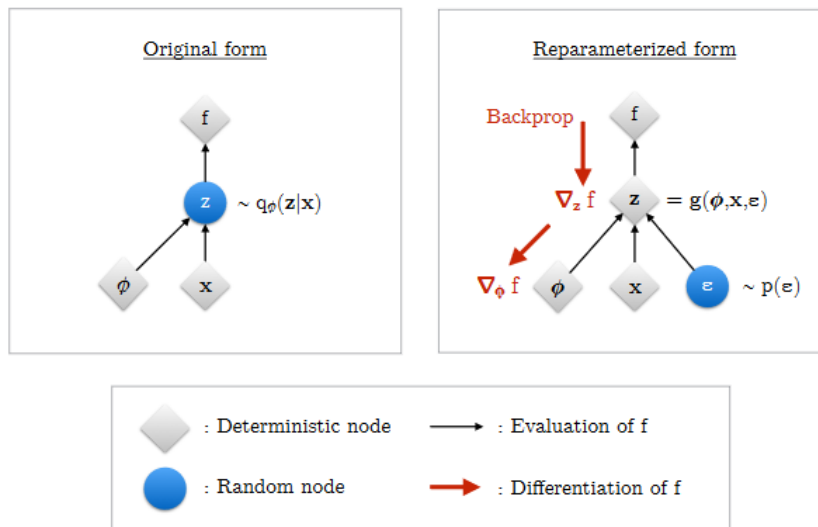 Original form
f
z ~ qϕ(z|x)
ϕ x
Reparameterized form
Backprop f
∇z f z = g(ϕ,x,ε)
∇ϕ f ϕ x ε ~ p(ε)
: Deterministic node : Evaluation of f
: Random node : Differentiation of f